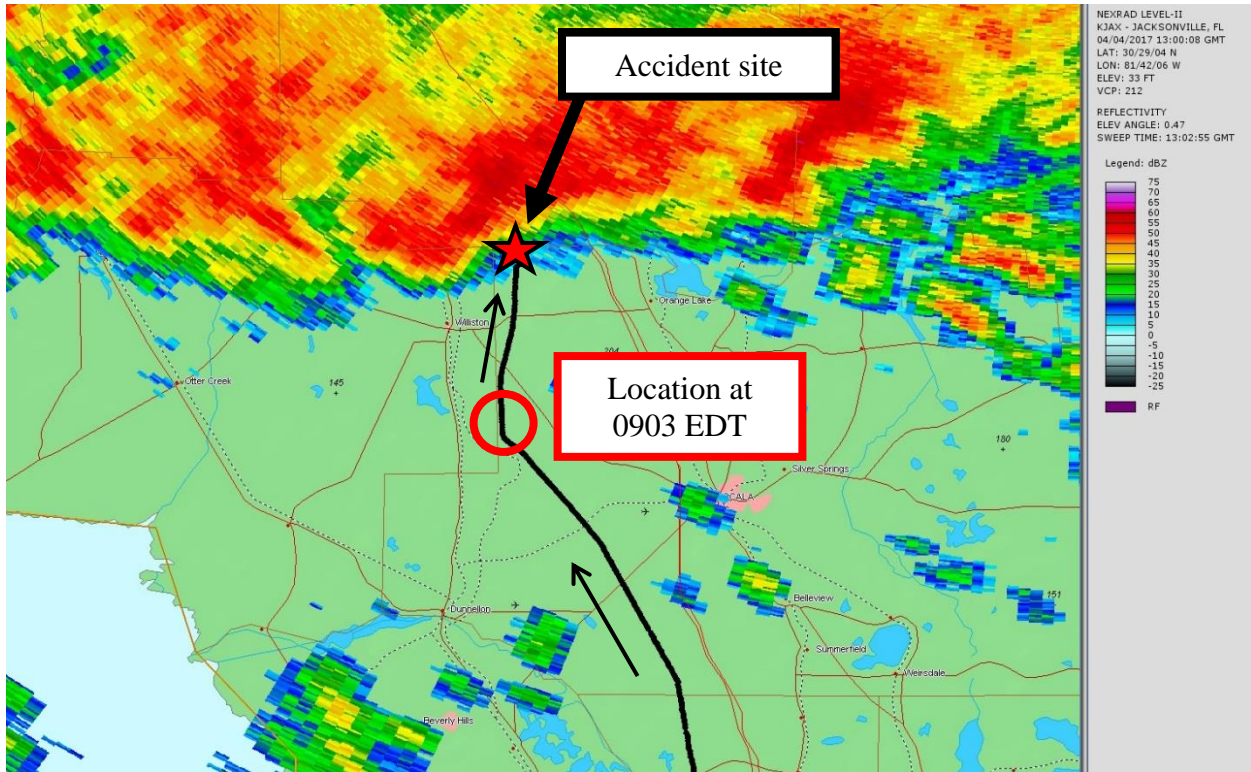 NEXRAD LEVEL-II
KJAX - JACKSONVILLE, FL
04/04/2017 13:00:08 GMT
LAT: 30/29/04 N
LON: 81/42/06 W
ELEV: 33 FT
VCP: 212
REFLECTIVITY
ELEV ANGLE: 0.47
SWEEP TIME: 13:02:55 GMT
Legend: dBZ
75
70
65
60
55
50
45
40
35
30
25
20
15
10
5
0
-5
-10
-15
-20
-25
RF
Accident site
Orange Lake
Williston
204
Otter Creek
145
Location at
0903 EDT
180
Silver Springs
CALA
151
Belleview
Dunnellon
Summerfield
Weirsdale
Beverly Hills